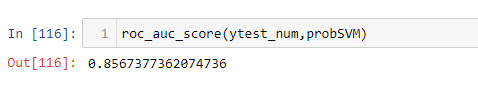 In [116]: 1 roc_auc_score(ytest_num,probSVM)
Out[116]: 0.8567377362074736